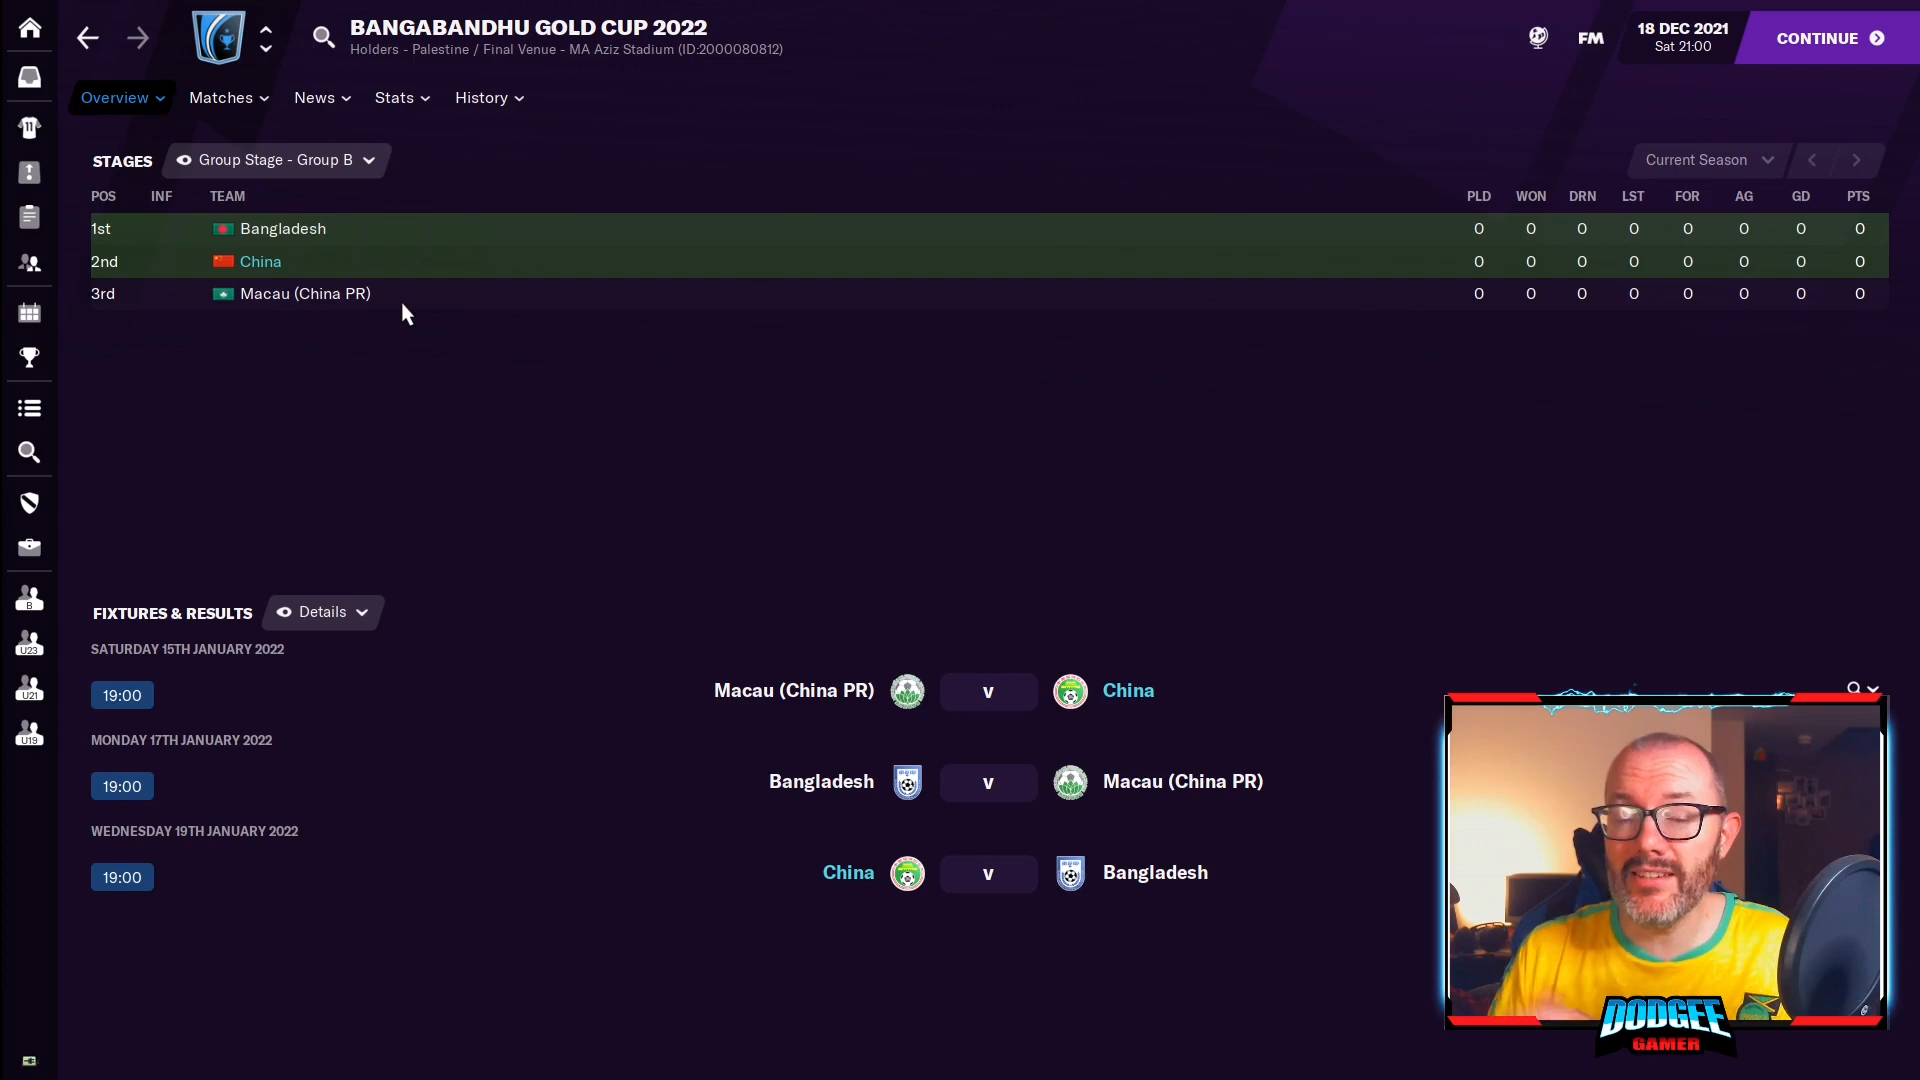 BANGABANDHU GOLD CUP 2022
Holders - Palestine / Final Venue - MA Aziz Stadium (ID:2000080812)
FM
18 DEC 2021
Sat 21:00
CONTINUE
Overview
Matches
News
Stats
History
STAGES
Group Stage - Group B
Current Season
POS INF TEAM PLD WON DRN LST FOR AG GD PTS
1st Bangladesh 0 0 0 0 0 0 0 0
2nd China 0 0 0 0 0 0 0 0
3rd Macau (China PR) 0 0 0 0 0 0 0 0
FIXTURES & RESULTS
Details
SATURDAY 15TH JANUARY 2022
19:00 Macau (China PR) v China
MONDAY 17TH JANUARY 2022
19:00 Bangladesh v Macau (China PR)
WEDNESDAY 19TH JANUARY 2022
19:00 China v Bangladesh
11
B
U23
U21
U19
DODGEE
GAMER